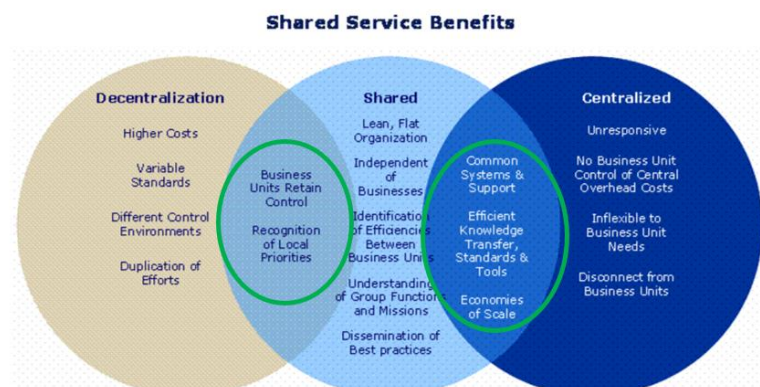 Shared Service Benefits
Decentralization
Higher Costs
Variable
Standards
Different Control
Environments
Duplication of
Efforts
Business
Units Retain
Control
Recognition
of Local
Priorities
Shared
Lean, Flat
Organization
Independent
of
Businesses
Identification
of Efficiencies
Between
Business Units
Understanding
of Group Functions
and Missions
Dissemination of
Best practices
Common
Systems &
Support
Efficient
Knowledge
Transfer,
Standards &
Tools
Economies
of Scale
Centralized
Unresponsive
No Business Unit
Control of Central
Overhead Costs
Inflexible to
Business Unit
Needs
Disconnect from
Business Units